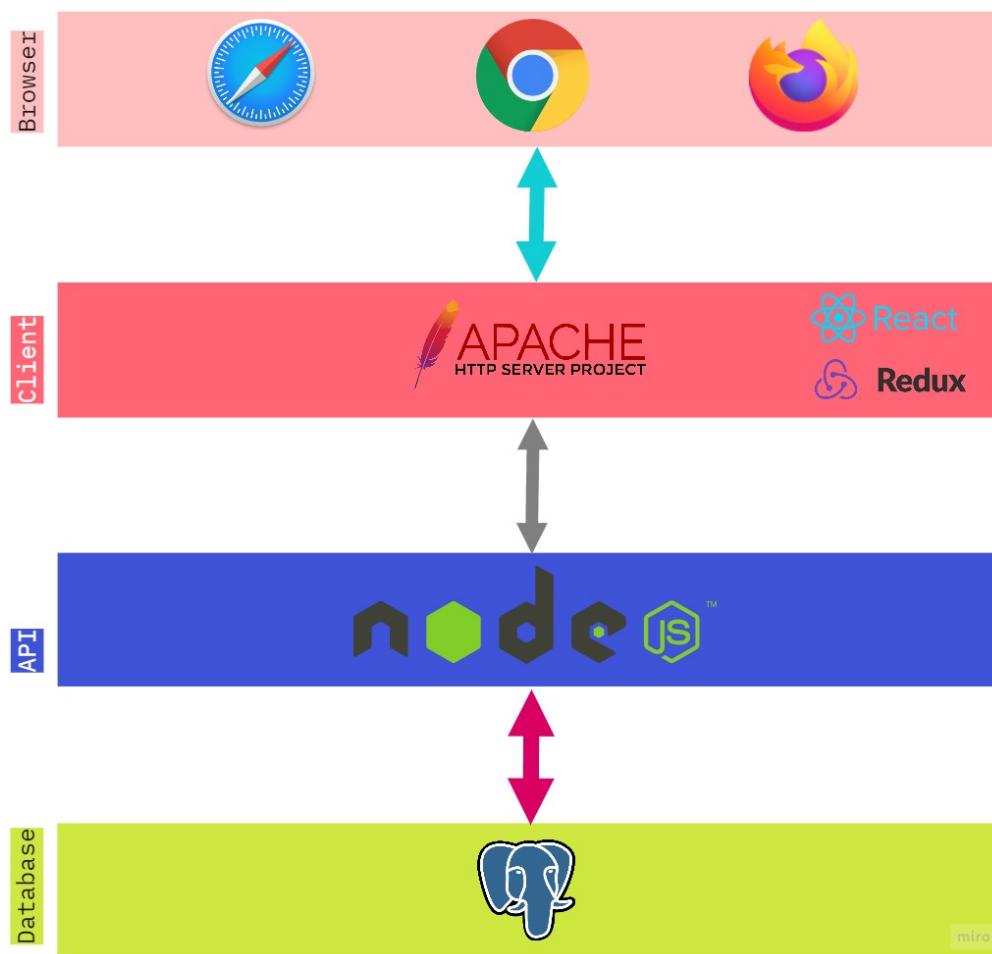 Browser
Client
APACHE
HTTP SERVER PROJECT
React
Redux
API
node
JS
TM
Database
miro